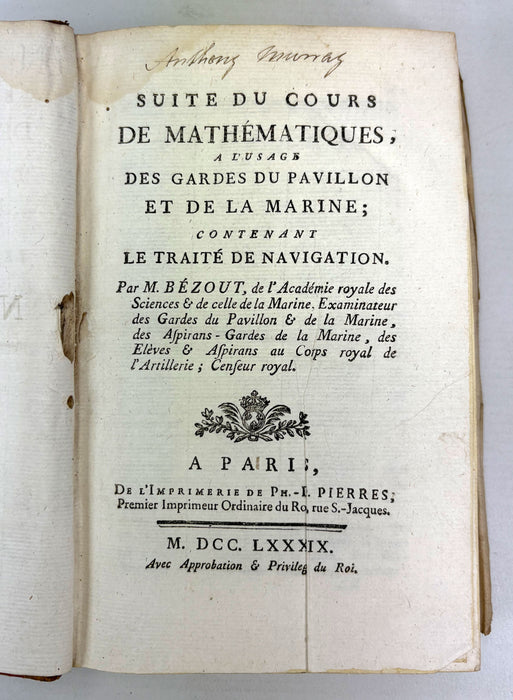 Anthony Murray
SUITE DU COURS
DE MATHÉMATIQUES,
A L'USAGE
DES GARDES DU PAVILLON
ET DE LA MARINE;
CONTENANT
LE TRAITÉ DE NAVIGATION.
Par M. BÉZOUT, de l'Académie royale des
Sciences & de celle de la Marine, Examinateur
des Gardes du Pavillon & de la Marine,
des Aſpirans-Gardes de la Marine, des
Elèves & Aſpirans au Corps royal de
l'Artillerie; Cenſeur royal.
A PARIS,
DE L'IMPRIMERIE DE PH.-D. PIERRES,
Premier Imprimeur Ordinaire du Ro, rue S.-Jacques.
M. DCC. LXXXIX.
Avec Approbation & Privileg du Roi.